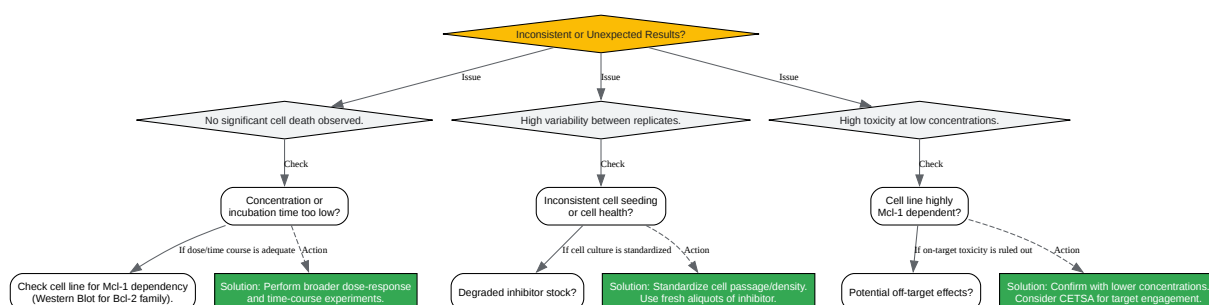 Inconsistent or Unexpected Results?
Issue
Issue
Issue
No significant cell death observed.
High variability between replicates.
High toxicity at low concentrations.
Check
Check
Check
Concentration or
incubation time too low?
Inconsistent cell seeding
or cell health?
Cell line highly
Mcl-1 dependent?
If dose/time course is adequate
Action
If cell culture is standardized
Action
If on-target toxicity is ruled out
Action
Check cell line for Mcl-1 dependency
(Western Blot for Bcl-2 family).
Solution: Perform broader dose-response
and time-course experiments.
Degraded inhibitor stock?
Solution: Standardize cell passage/density.
Use fresh aliquots of inhibitor.
Potential off-target effects?
Solution: Confirm with lower concentrations.
Consider CETSA for target engagement.